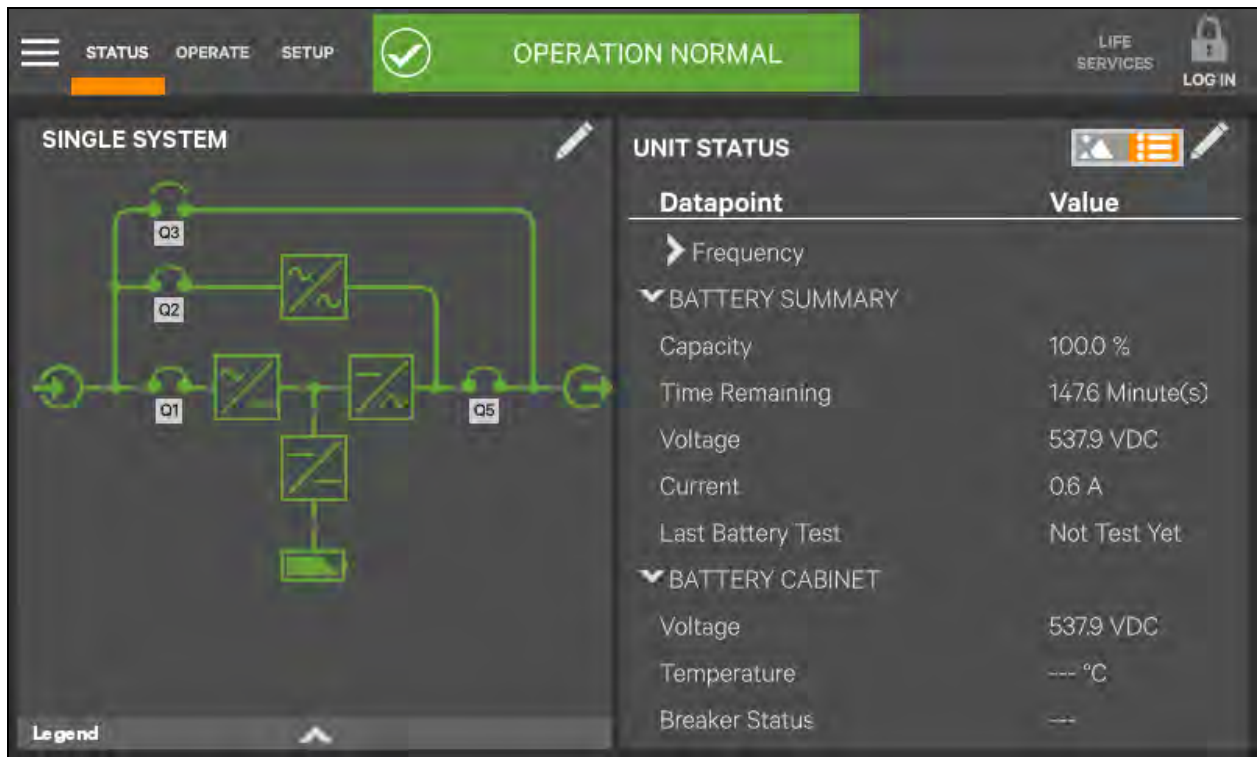 STATUS OPERATE SETUP
OPERATION NORMAL
LIFE
SERVICES
LOG IN
SINGLE SYSTEM
Q3
Q2
Q1
Q5
Legend
UNIT STATUS
Datapoint Value
Frequency
BATTERY SUMMARY
Capacity 100.0 %
Time Remaining 147.6 Minute(s)
Voltage 537.9 VDC
Current 0.6 A
Last Battery Test Not Test Yet
BATTERY CABINET
Voltage 537.9 VDC
Temperature --- °C
Breaker Status ---